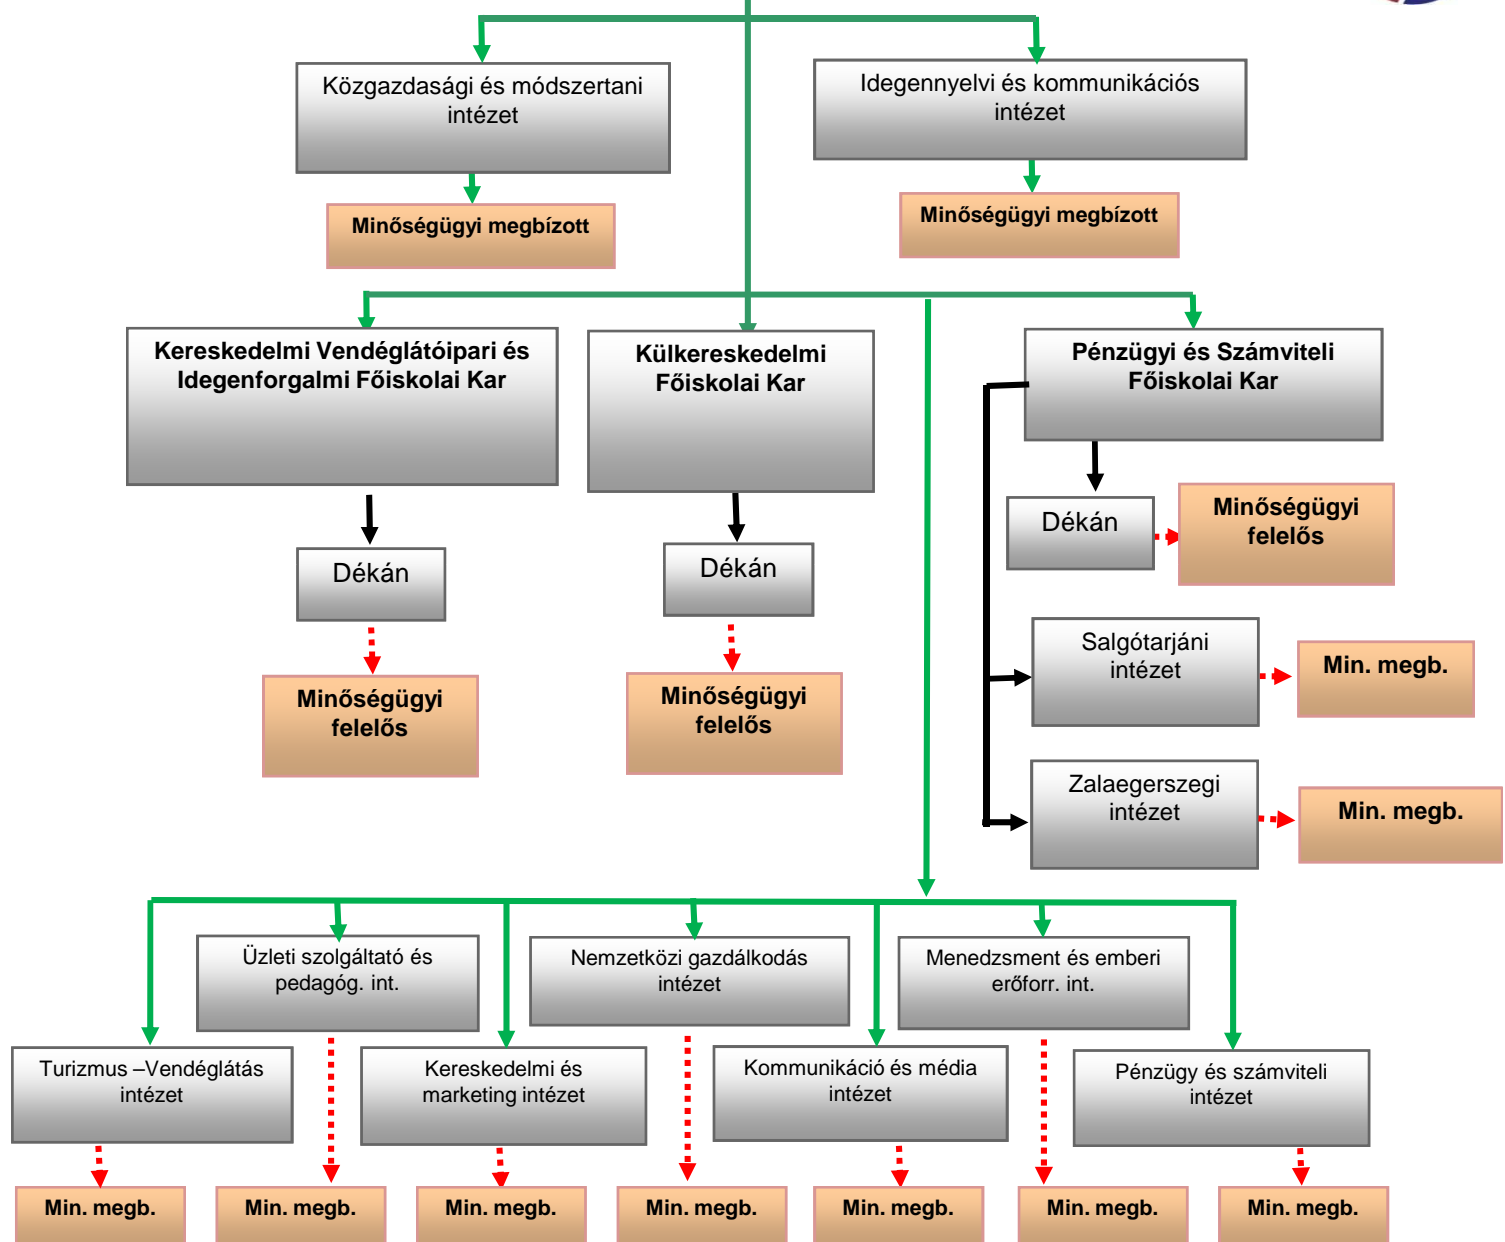 Közgazdasági és módszertani
intézet
Idegennyelvi és kommunikációs
intézet
Minőségügyi megbízott
Minőségügyi megbízott
Kereskedelmi Vendéglátóipari és
Idegenforgalmi Főiskolai Kar
Külkereskedelmi
Főiskolai Kar
Pénzügyi és Számviteli
Főiskolai Kar
Dékán
Minőségügyi
felelős
Dékán
Dékán
Minőségügyi
felelős
Minőségügyi
felelős
Salgótarjáni
intézet
Min. megb.
Zalaegerszegi
intézet
Min. megb.
Üzleti szolgáltató és
pedagóg. int.
Nemzetközi gazdálkodás
intézet
Menedzsment és emberi
erőforr. int.
Turizmus –Vendéglátás
intézet
Kereskedelmi és
marketing intézet
Kommunikáció és média
intézet
Pénzügy és számviteli
intézet
Min. megb.
Min. megb.
Min. megb.
Min. megb.
Min. megb.
Min. megb.
Min. megb.